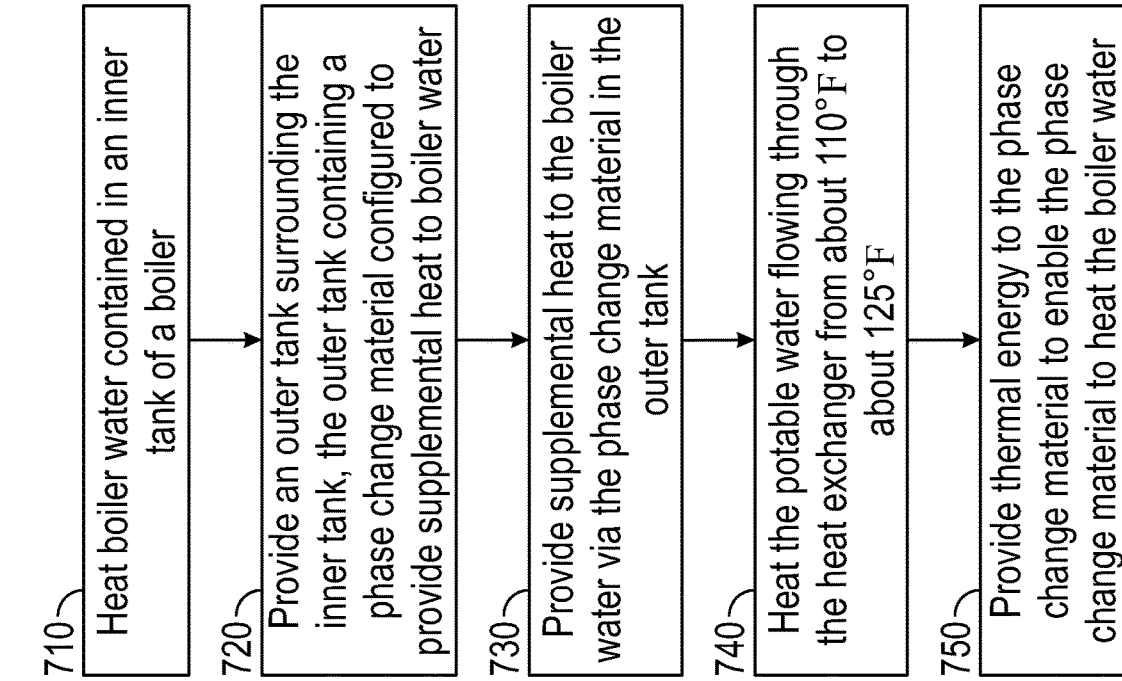 710
Heat boiler water contained in an inner
tank of a boiler
720
Provide an outer tank surrounding the
inner tank, the outer tank containing a
phase change material configured to
provide supplemental heat to boiler water
730
Provide supplemental heat to the boiler
water via the phase change material in the
outer tank
740
Heat the potable water flowing through
the heat exchanger from about 110°F to
about 125°F
750
Provide thermal energy to the phase
change material to enable the phase
change material to heat the boiler water